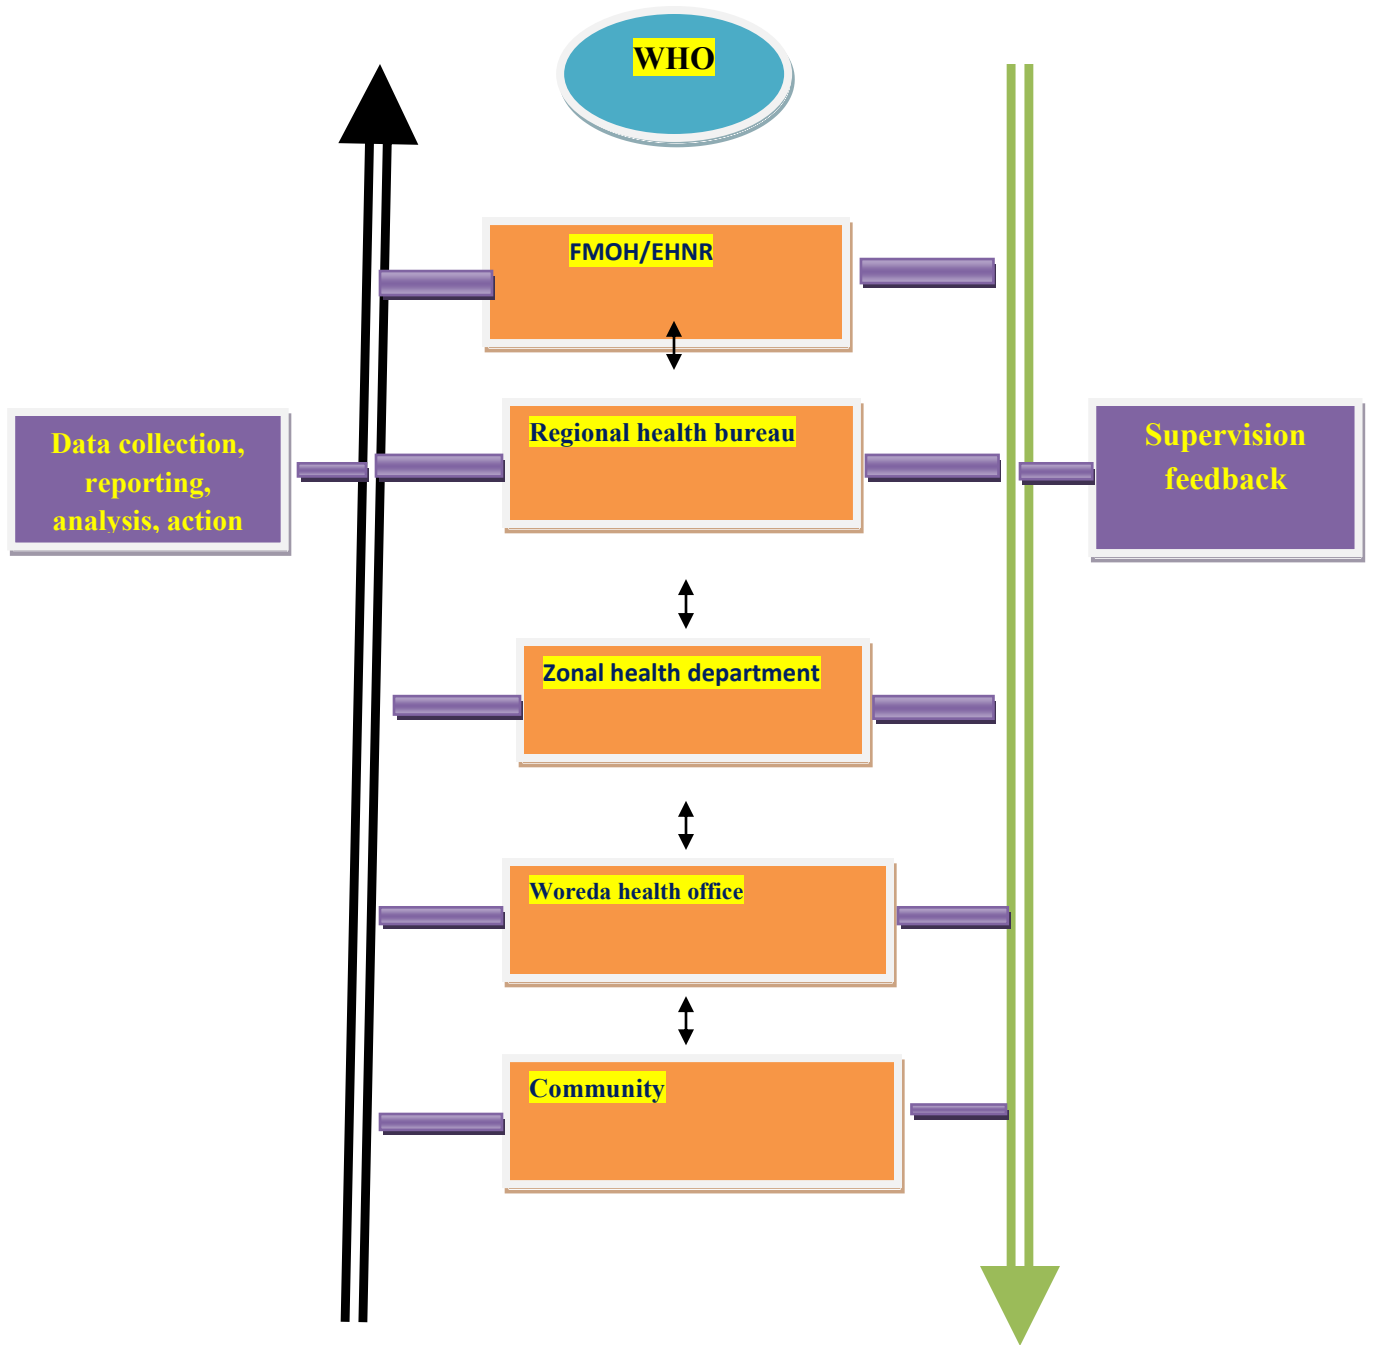 WHO
FMOH/EHNR
Data collection,
reporting,
analysis, action
Regional health bureau
Supervision
feedback
Zonal health department
Woreda health office
Community